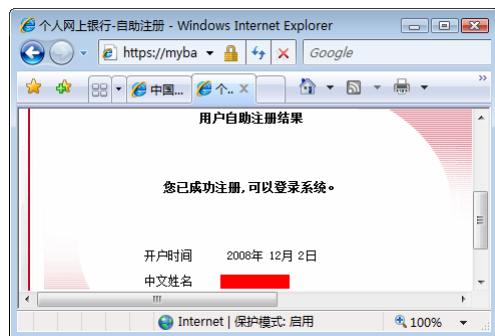 个人网上银行-自助注册 - Windows Internet Explorer
https://myba
Google
中国...
个..
用户自助注册结果
您已成功注册,可以登录系统。
开户时间 2008年 12月 2日
中文姓名
Internet | 保护模式: 启用
100%